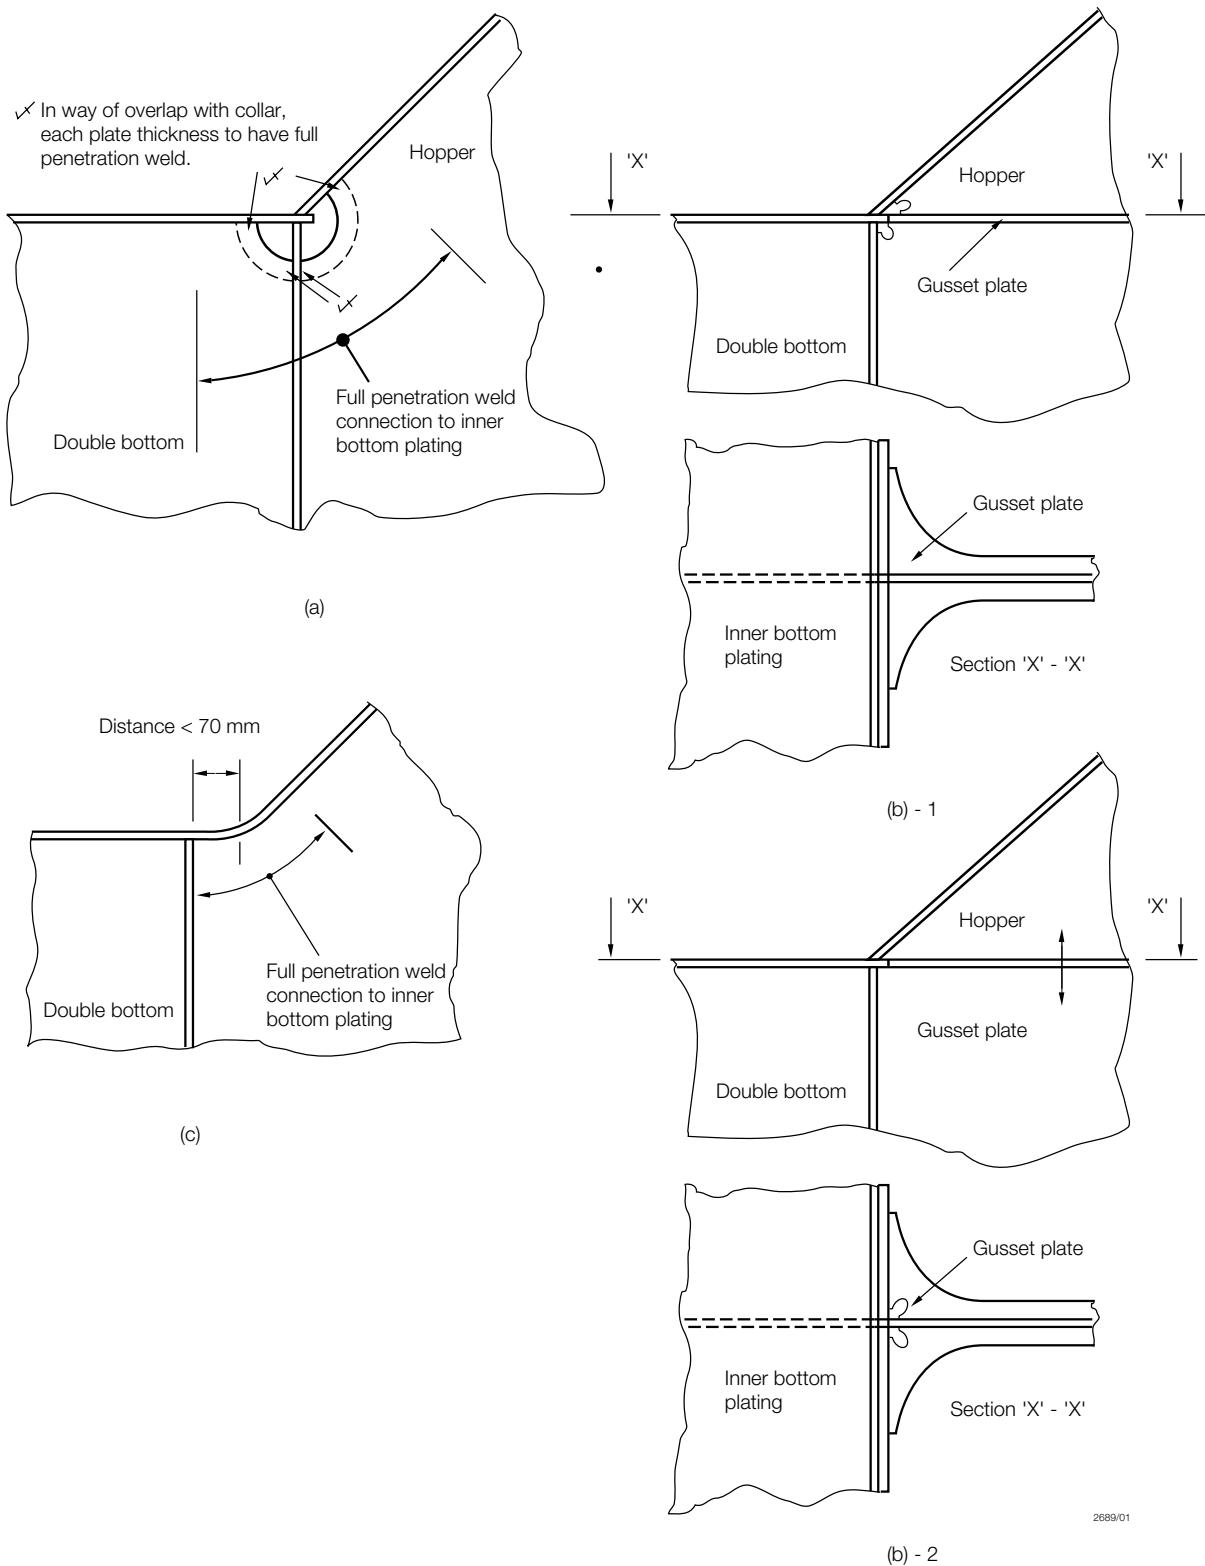 In way of overlap with collar,
each plate thickness to have full
penetration weld.
Hopper
Double bottom
Full penetration weld
connection to inner
bottom plating
(a)
'X'
'X'
Hopper
Gusset plate
Double bottom
Gusset plate
Inner bottom
plating
Section 'X' - 'X'
(b) - 1
Distance < 70 mm
Full penetration weld
connection to inner
bottom plating
Double bottom
(c)
'X'
'X'
Hopper
Gusset plate
Double bottom
Gusset plate
Inner bottom
plating
Section 'X' - 'X'
2689/01
(b) - 2